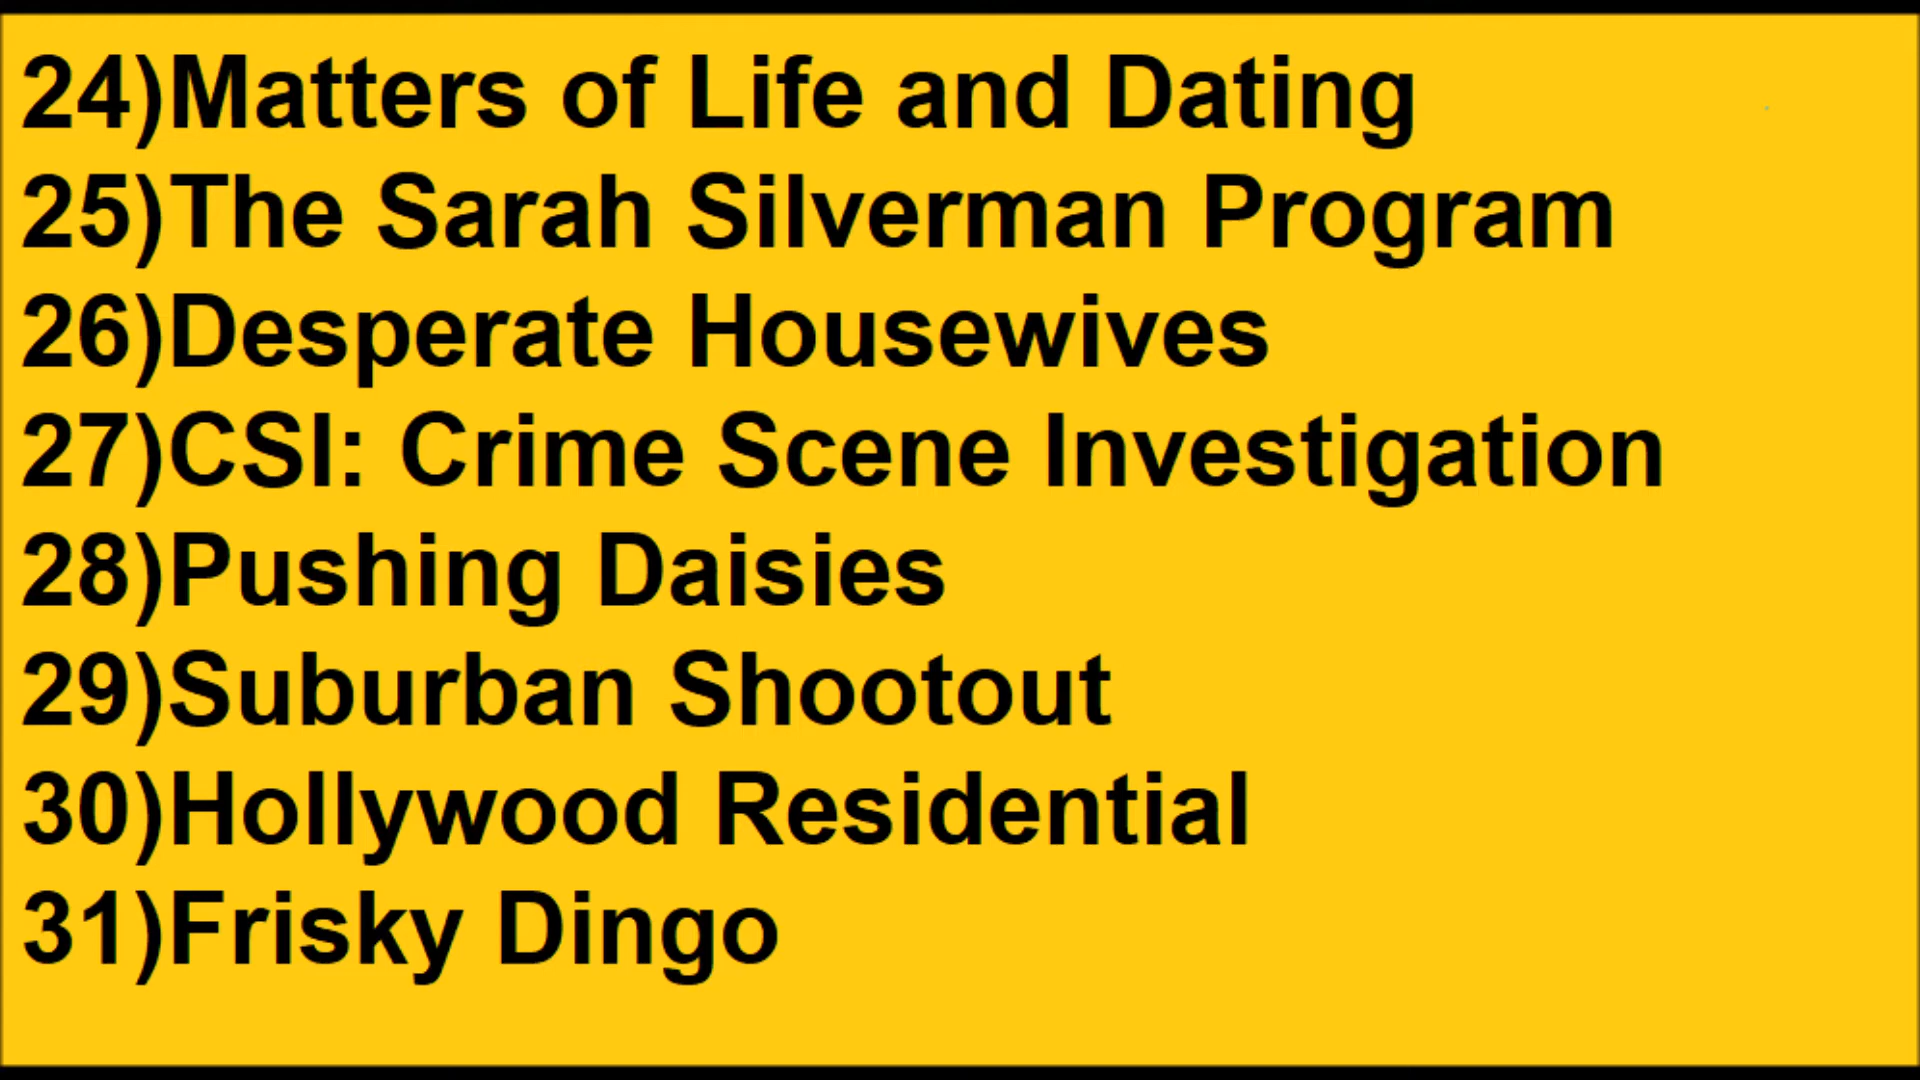 24)Matters of Life and Dating
25)The Sarah Silverman Program
26)Desperate Housewives
27)CSI: Crime Scene Investigation
28)Pushing Daisies
29)Suburban Shootout
30)Hollywood Residential
31)Frisky Dingo